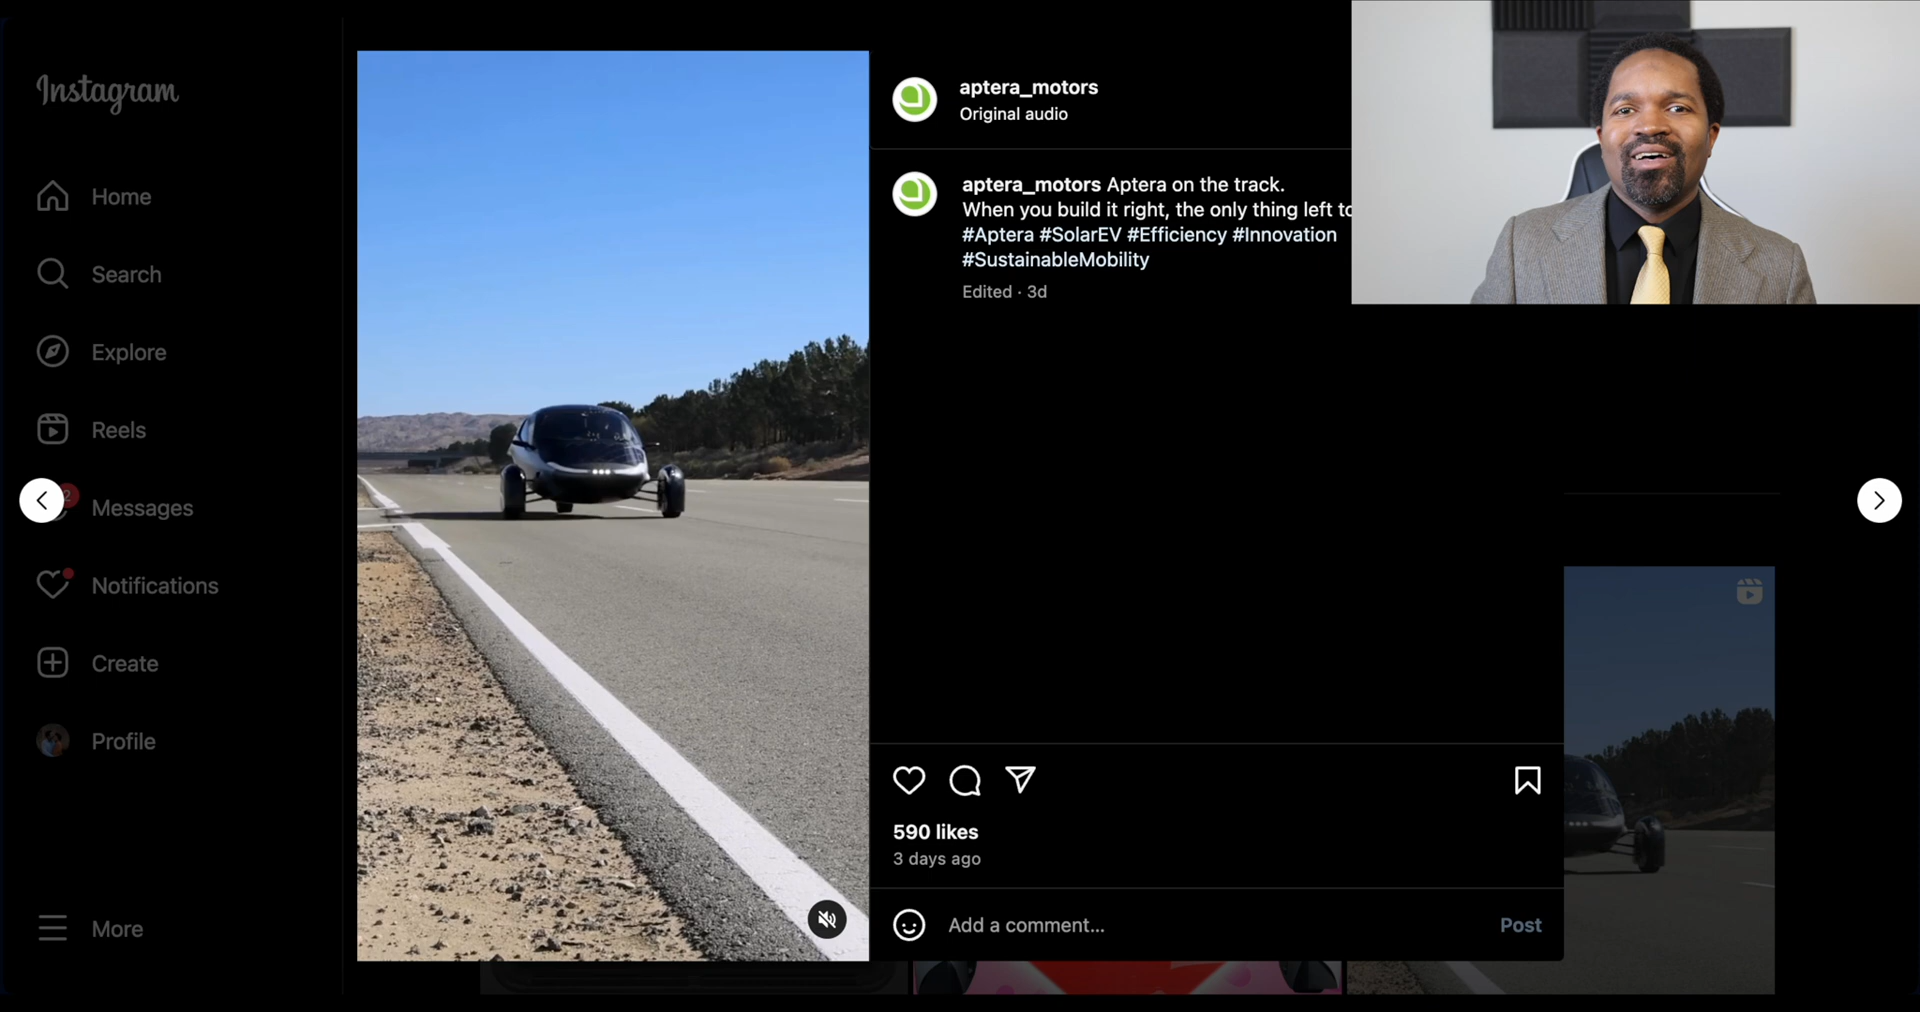 Instagram
Home
Search
Explore
Reels
2
Messages
Notifications
Create
Profile
More
aptera_motors
Original audio
aptera_motors Aptera on the track.
When you build it right, the only thing left to
#Aptera #SolarEV #Efficiency #Innovation
#SustainableMobility
Edited · 3d
590 likes
3 days ago
Add a comment...
Post